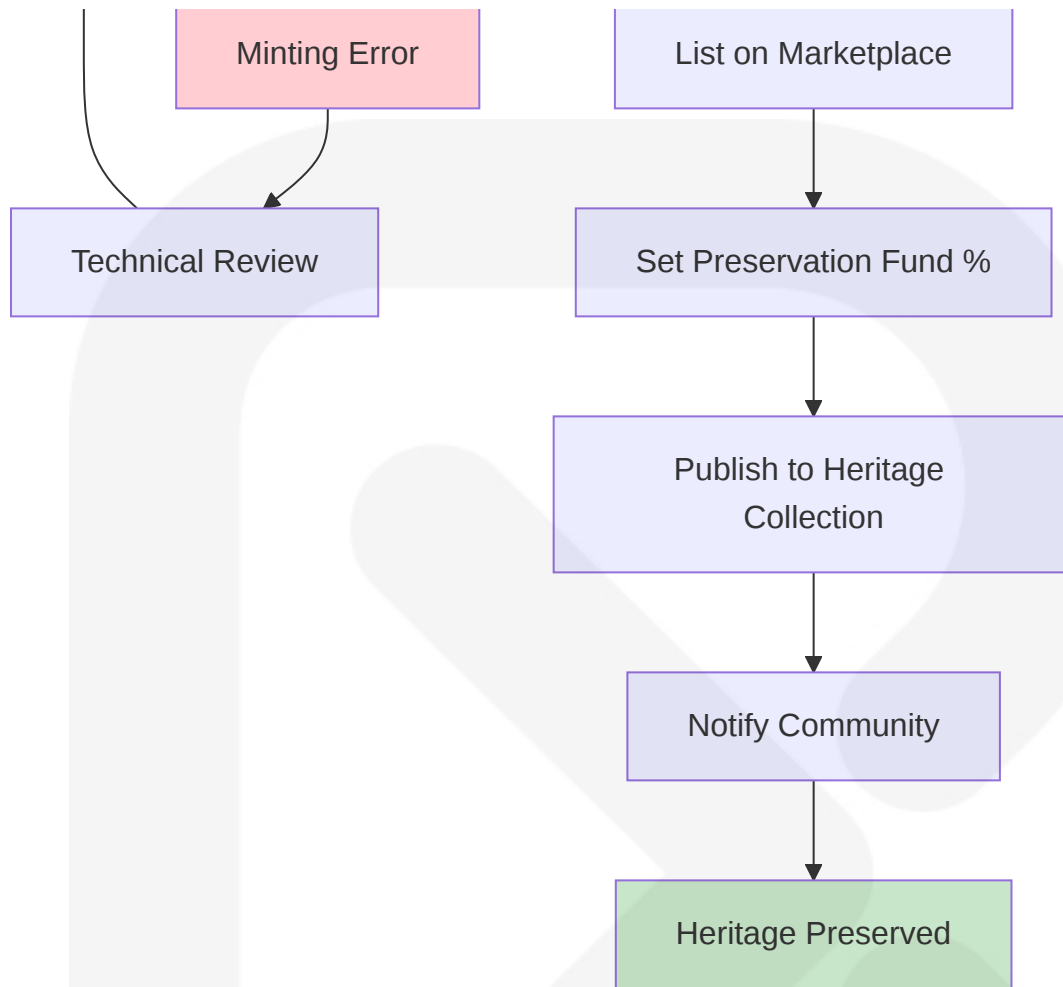 Minting Error
List on Marketplace
Technical Review
Set Preservation Fund %
Publish to Heritage
Collection
Notify Community
Heritage Preserved